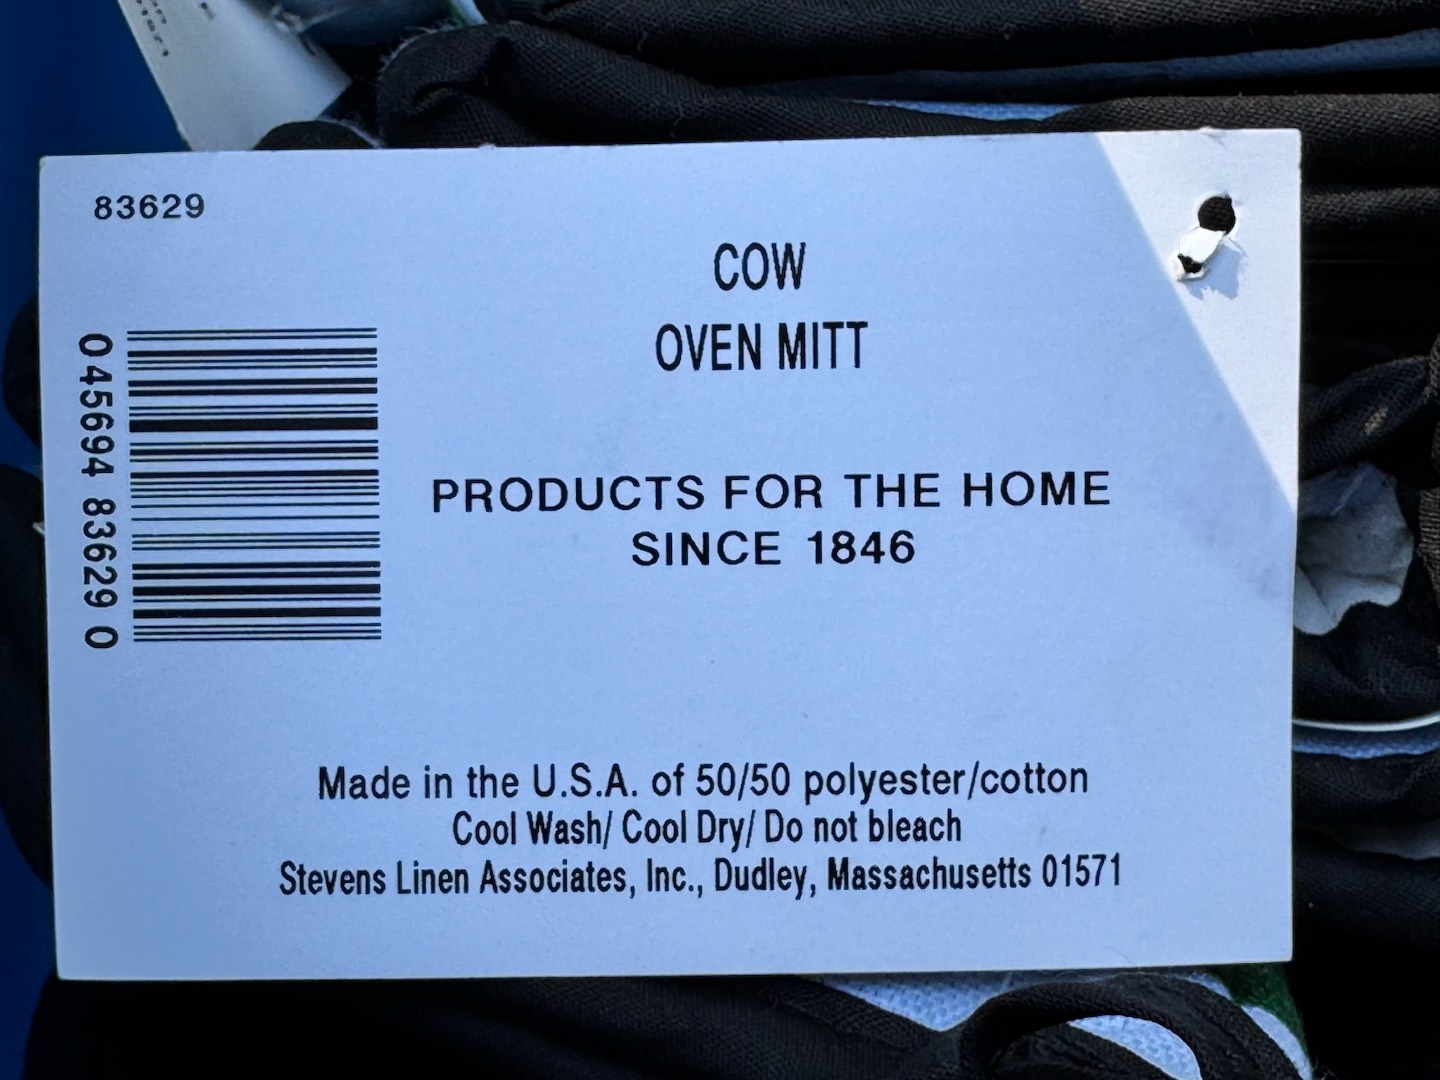 83629
COW
OVEN MITT
0 45694 83629 0
PRODUCTS FOR THE HOME
SINCE 1846
Made in the U.S.A. of 50/50 polyester/cotton
Cool Wash/ Cool Dry/ Do not bleach
Stevens Linen Associates, Inc., Dudley, Massachusetts 01571